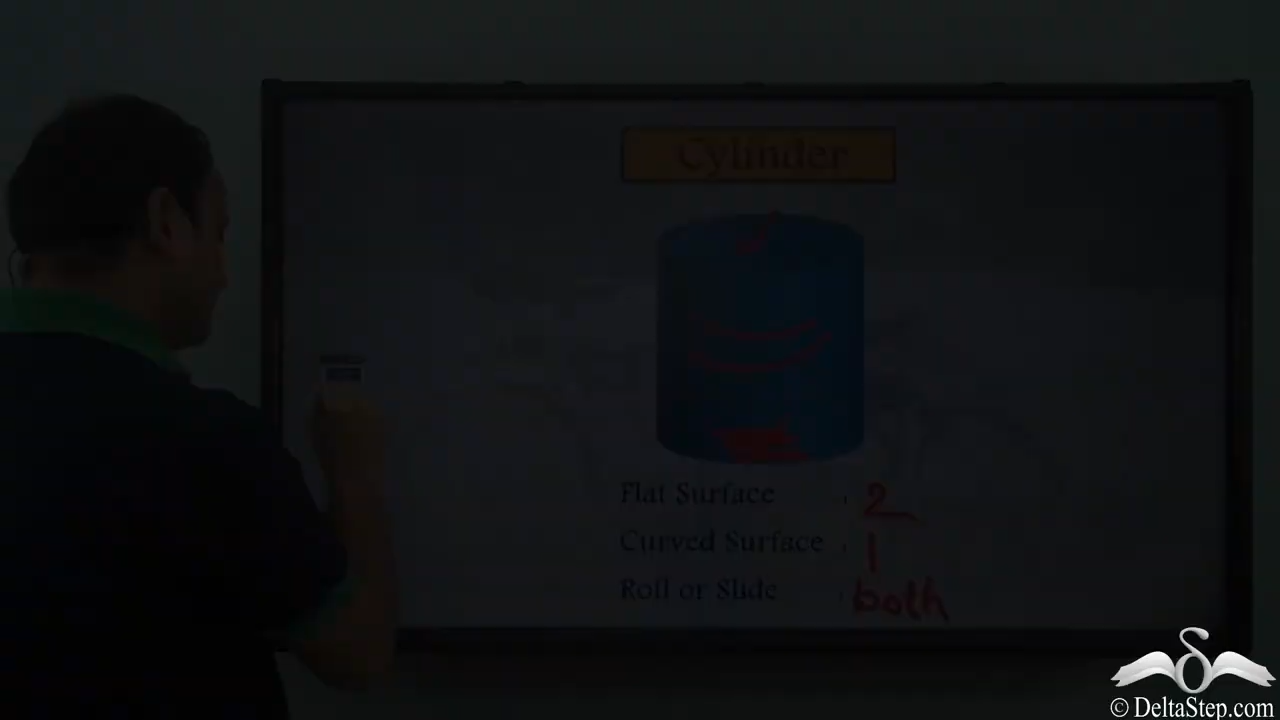 Cylinder
Flat Surface : 2
Curved Surface : 1
Roll or Slide : both
© DeltaStep.com